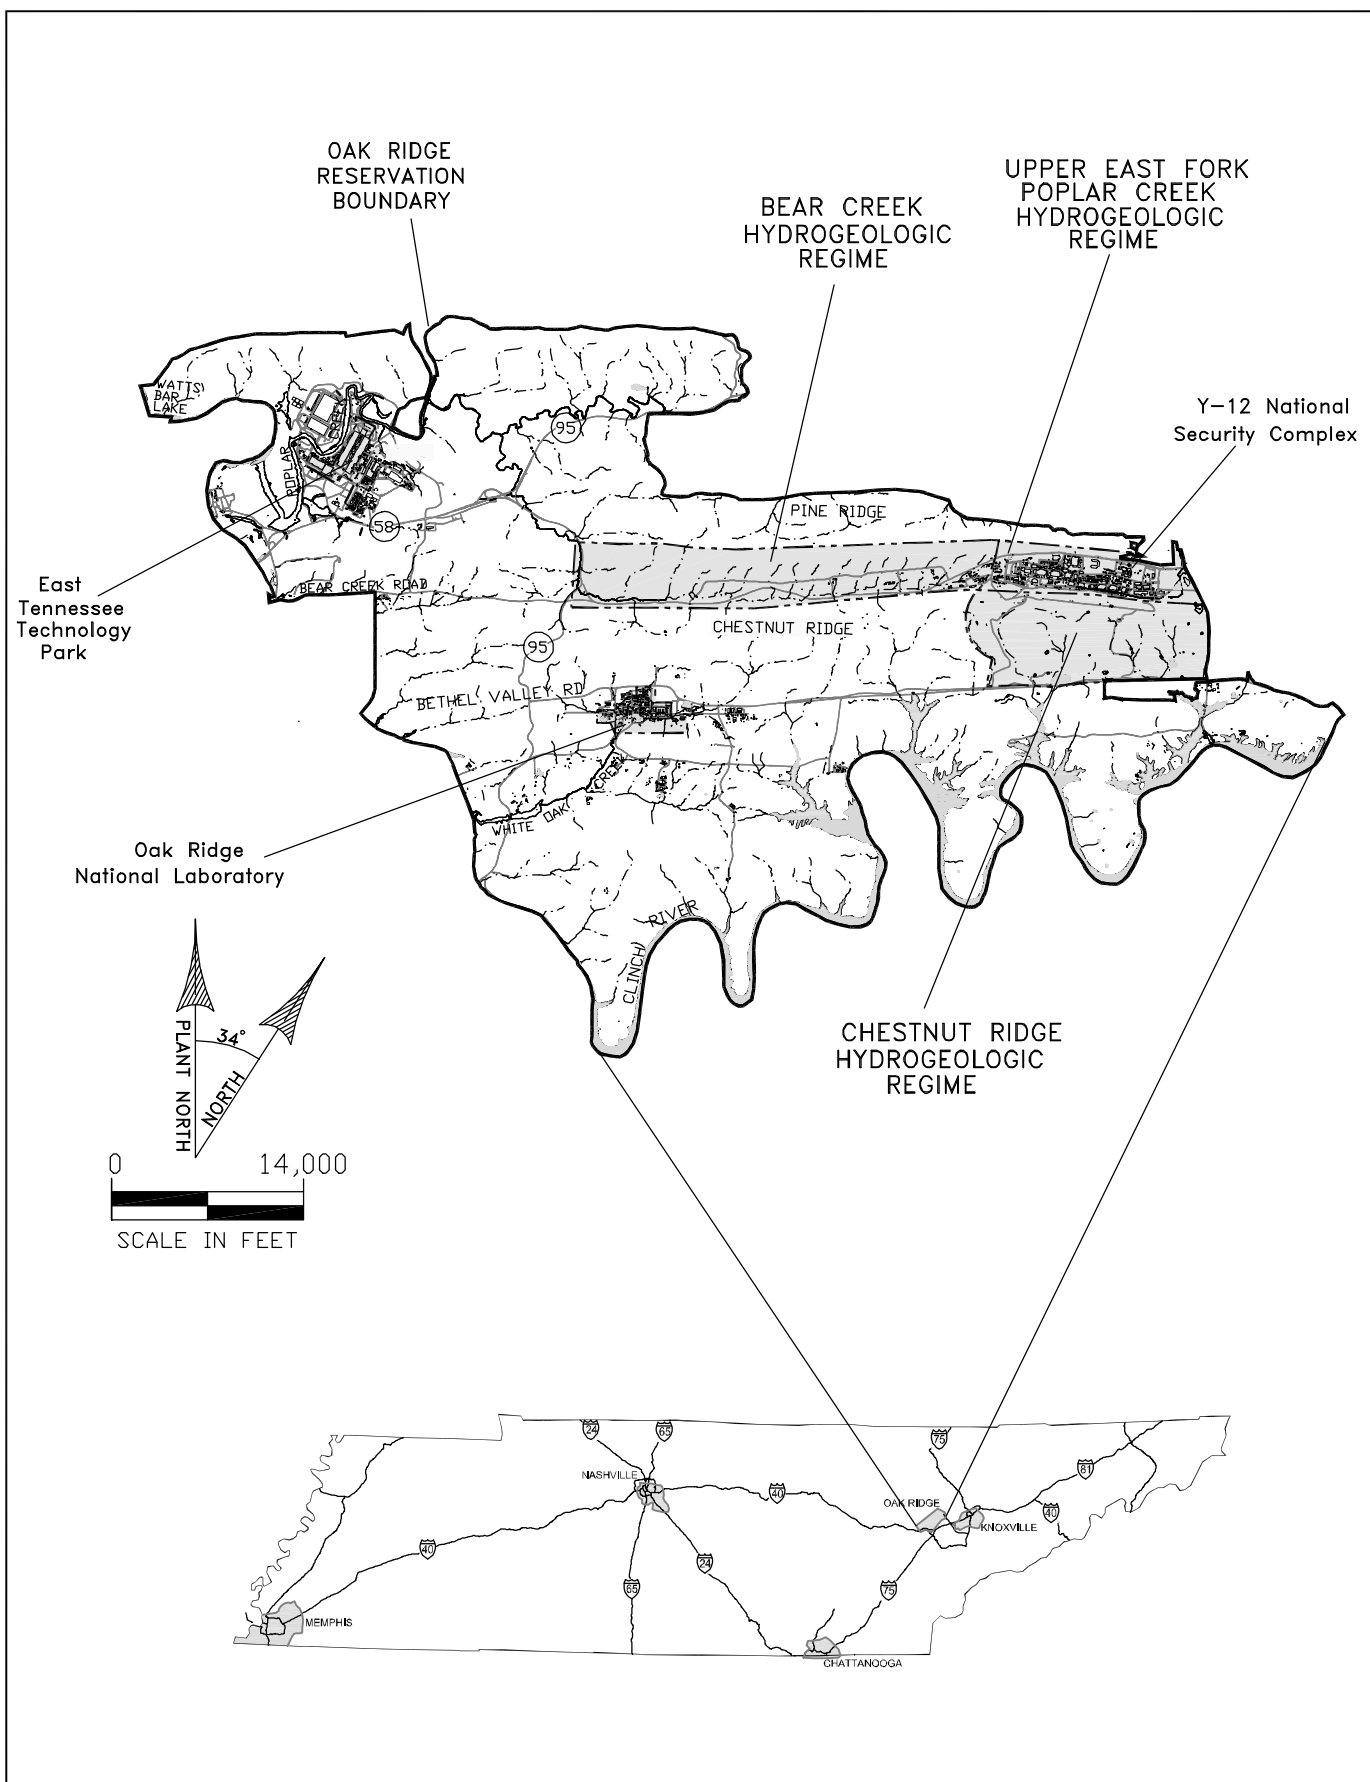 OAK RIDGE
RESERVATION
BOUNDARY
UPPER EAST FORK
POPLAR CREEK
HYDROGEOLOGIC
REGIME
BEAR CREEK
HYDROGEOLOGIC
REGIME
WATTS
BAR
LAKE
95
Y-12 National
Security Complex
POPLAR
58
PINE RIDGE
East
Tennessee
Technology
Park
BEAR CREEK ROAD
CHESTNUT RIDGE
95
BETHEL VALLEY RD
WHITE OAK CREEK
Oak Ridge
National Laboratory
CLINCH RIVER
CHESTNUT RIDGE
HYDROGEOLOGIC
REGIME
PLANT NORTH
34°
NORTH
0 14,000
SCALE IN FEET
24
65
75
NASHVILLE
40
81
OAK RIDGE
KNOXVILLE
40
40
24
65
75
MEMPHIS
CHATTANOOGA